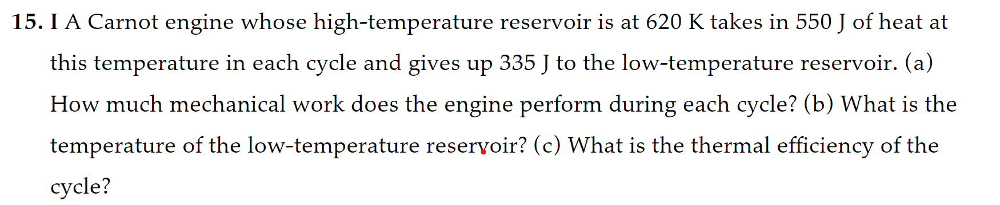 15. I A Carnot engine whose high-temperature reservoir is at 620 K takes in 550 J of heat at
this temperature in each cycle and gives up 335 J to the low-temperature reservoir. (a)
How much mechanical work does the engine perform during each cycle? (b) What is the
temperature of the low-temperature reservoir? (c) What is the thermal efficiency of the
cycle?